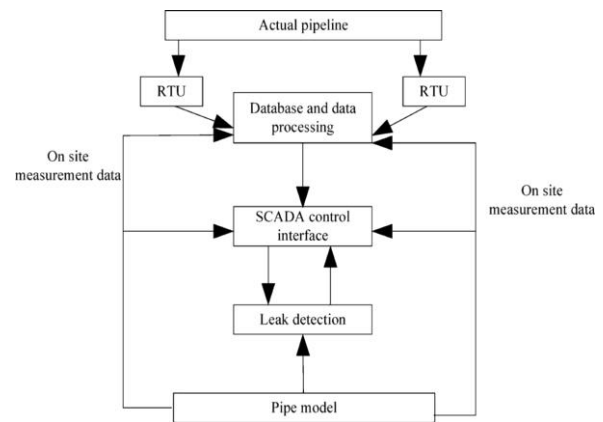 Actual pipeline
RTU
RTU
Database and data
processing
On site
measurement data
On site
measurement data
SCADA control
interface
Leak detection
Pipe model